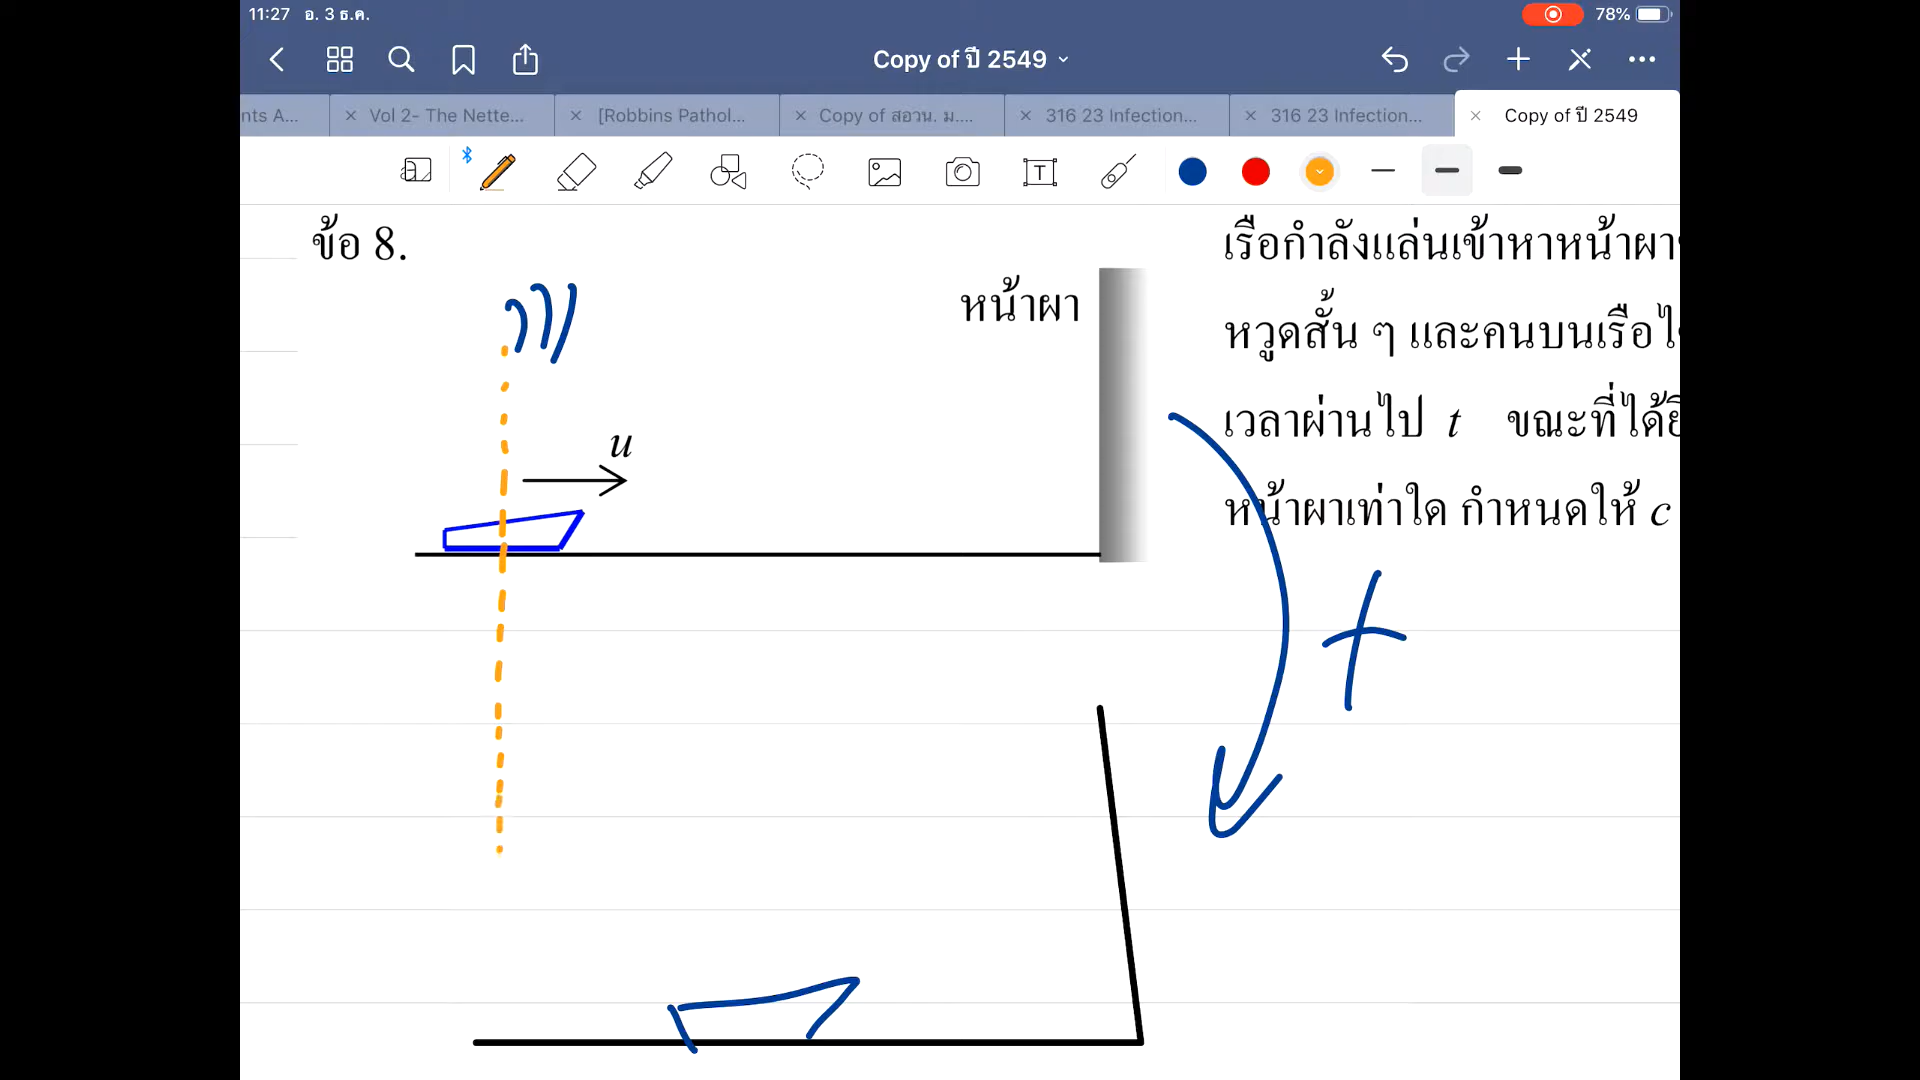 11:27 อ. 3 ธ.ค.
78%
Copy of ปี 2549
nts A...
Vol 2- The Nette...
[Robbins Pathol...
Copy of สอวน. ม....
316 23 Infection...
316 23 Infection...
Copy of ปี 2549
T
ข้อ 8.
หน้าผา
u
เรือกำลังแล่นเข้าหาหน้าผา
หวูดสั้น ๆ และคนบนเรือไ
เวลาผ่านไป t ขณะที่ได้ยิ
หน้าผาเท่าใด กำหนดให้ c
t